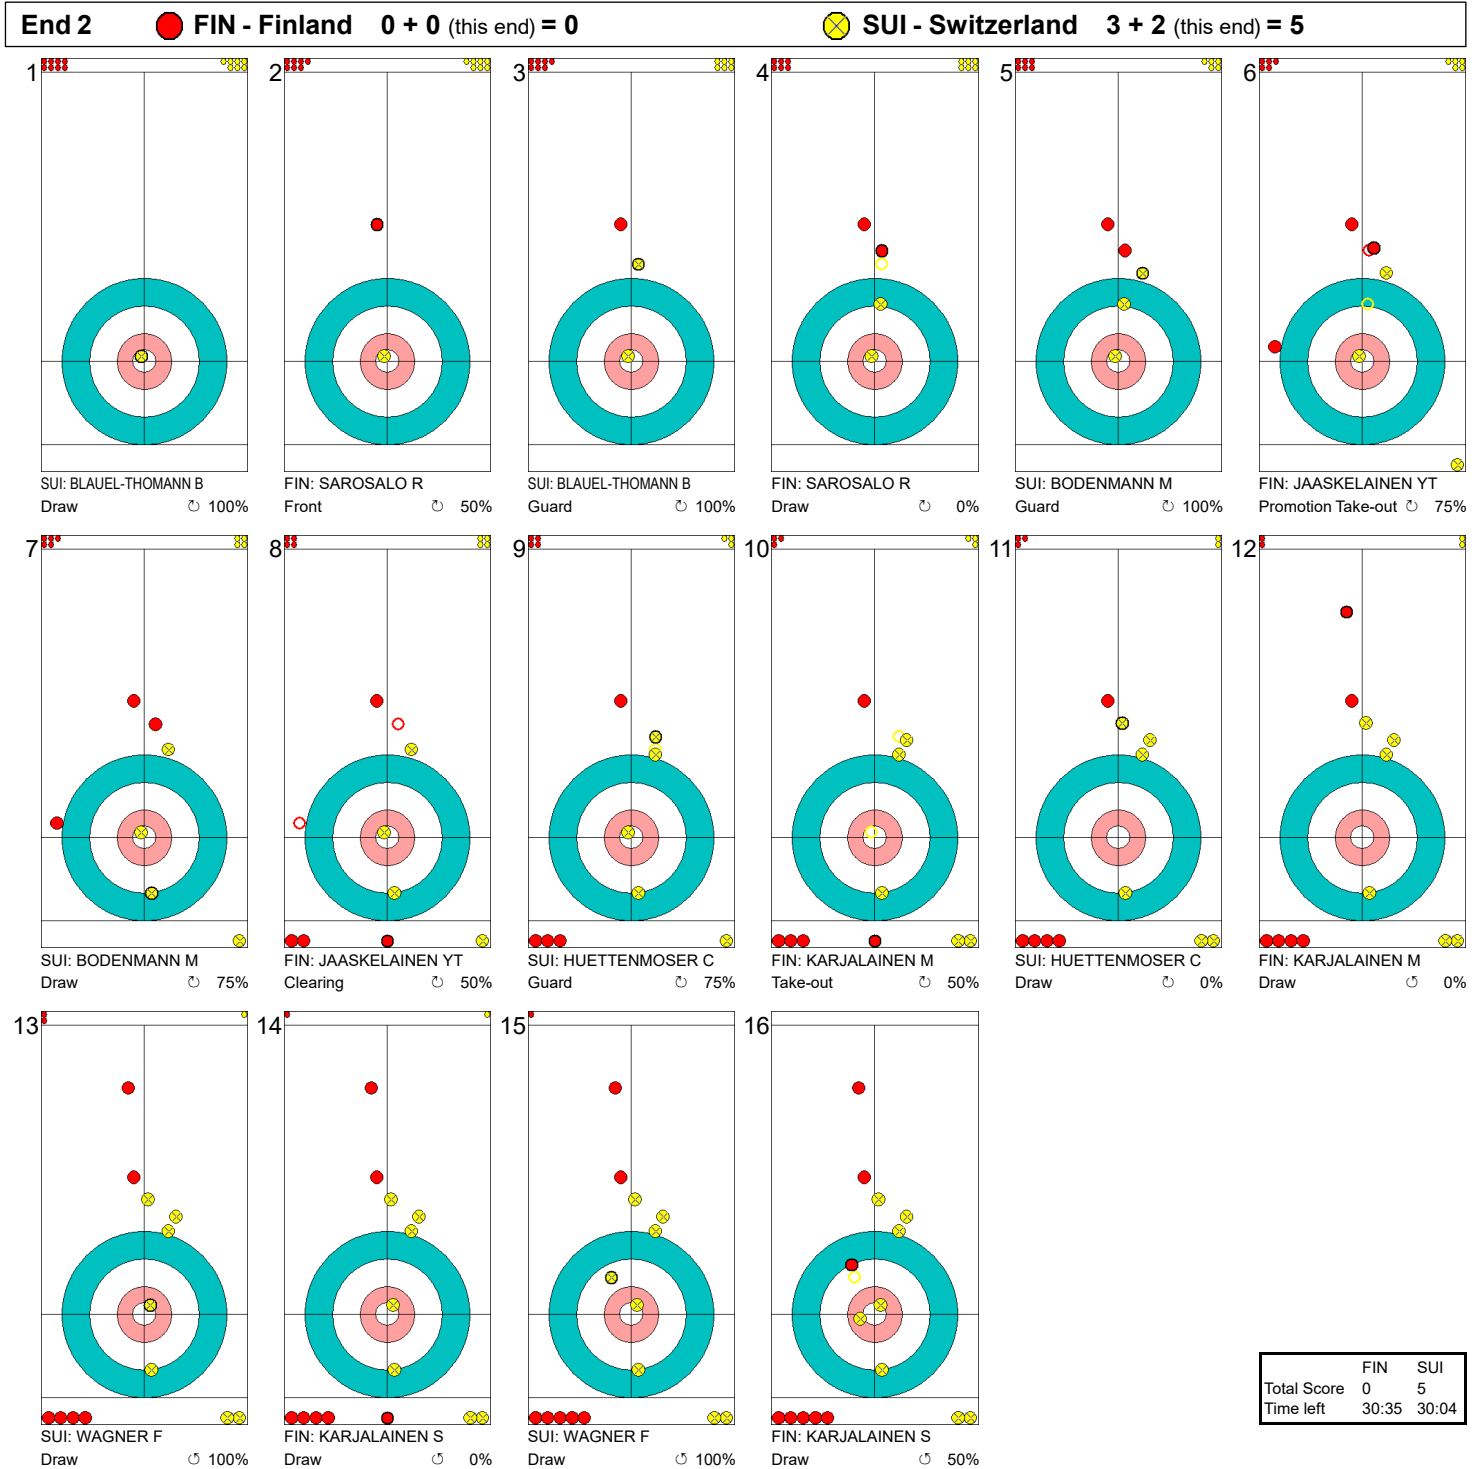 End 2 FIN - Finland 0 + 0 (this end) = 0 SUI - Switzerland 3 + 2 (this end) = 5
1 2 3 4 5 6
SUI: BLAUEL-THOMANN B FIN: SAROSALO R SUI: BLAUEL-THOMANN B FIN: SAROSALO R SUI: BODENMANN M FIN: JAASKELAINEN YT
Draw ↻ 100% Front ↻ 50% Guard ↻ 100% Draw ↻ 0% Guard ↻ 100% Promotion Take-out ↻ 75%
7 8 9 10 11 12
SUI: BODENMANN M FIN: JAASKELAINEN YT SUI: HUETTENMOSER C FIN: KARJALAINEN M SUI: HUETTENMOSER C FIN: KARJALAINEN M
Draw ↻ 75% Clearing ↻ 50% Guard ↻ 75% Take-out ↻ 50% Draw ↻ 0% Draw ↺ 0%
13 14 15 16
SUI: WAGNER F FIN: KARJALAINEN S SUI: WAGNER F FIN: KARJALAINEN S
Draw ↺ 100% Draw ↺ 0% Draw ↺ 100% Draw ↺ 50%
FIN SUI
Total Score 0 5
Time left 30:35 30:04